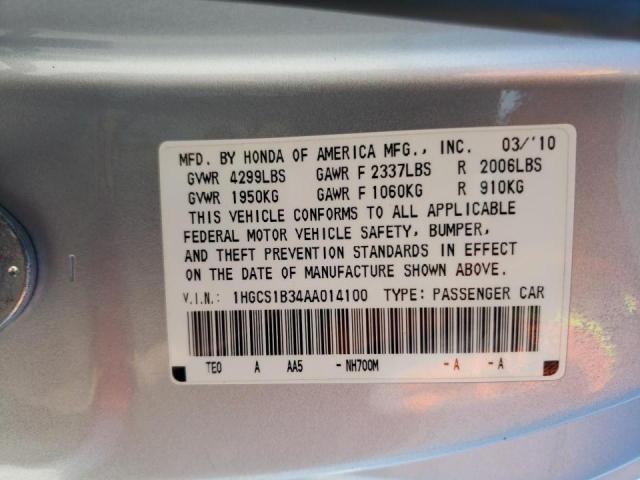 MFD. BY HONDA OF AMERICA MFG., INC. 03/'10
GVWR 4299LBS GAWR F 2337LBS R 2006LBS
GVWR 1950KG GAWR F 1060KG R 910KG
THIS VEHICLE CONFORMS TO ALL APPLICABLE
FEDERAL MOTOR VEHICLE SAFETY, BUMPER,
AND THEFT PREVENTION STANDARDS IN EFFECT
ON THE DATE OF MANUFACTURE SHOWN ABOVE.
V.I.N.: 1HGCS1B34AA014100 TYPE: PASSENGER CAR
TE0 A AA5 - NH700M - A - A